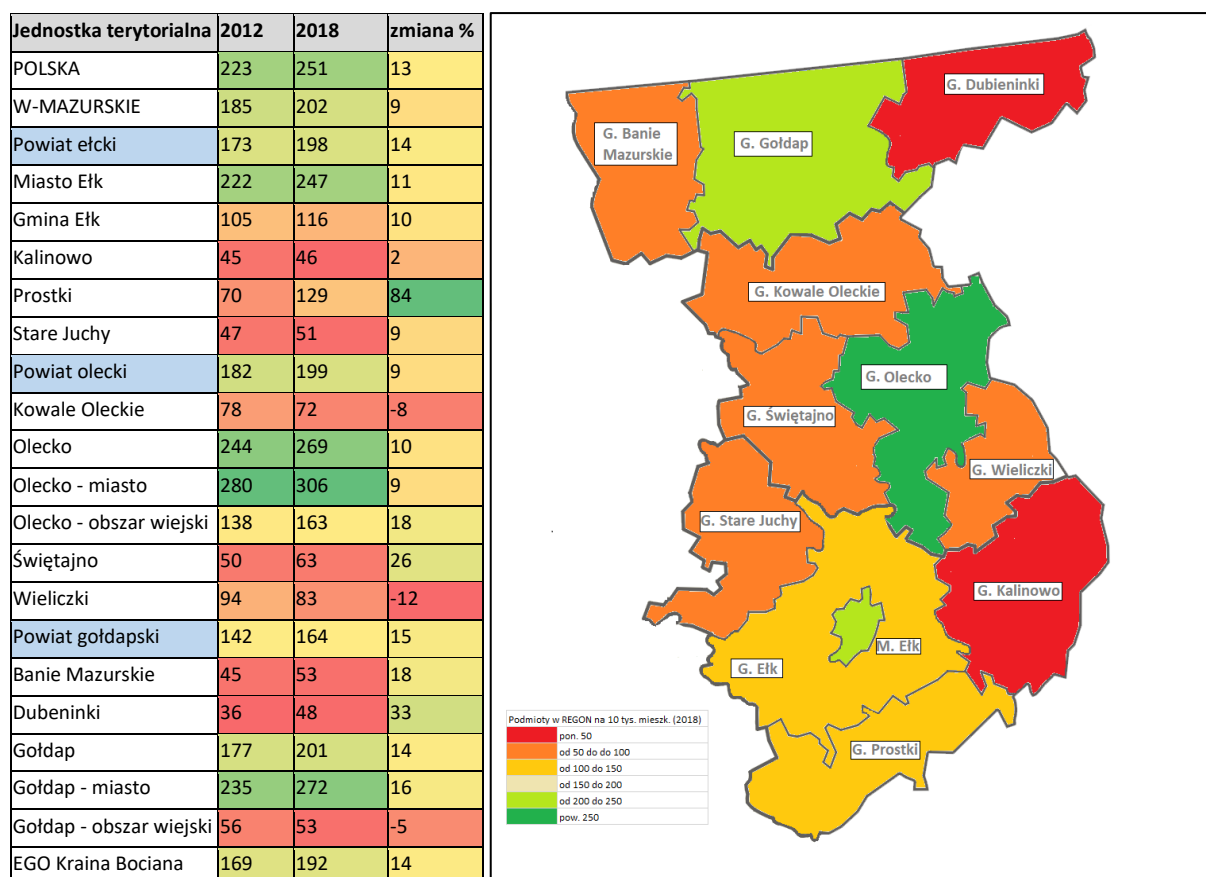 Jednostka terytorialna 2012 2018 zmiana %
POLSKA 223 251 13
W-MAZURSKIE 185 202 9
Powiat ełcki 173 198 14
Miasto Ełk 222 247 11
Gmina Ełk 105 116 10
Kalinowo 45 46 2
Prostki 70 129 84
Stare Juchy 47 51 9
Powiat olecki 182 199 9
Kowale Oleckie 78 72 -8
Olecko 244 269 10
Olecko - miasto 280 306 9
Olecko - obszar wiejski 138 163 18
Świętajno 50 63 26
Wieliczki 94 83 -12
Powiat gołdapski 142 164 15
Banie Mazurskie 45 53 18
Dubeninki 36 48 33
Gołdap 177 201 14
Gołdap - miasto 235 272 16
Gołdap - obszar wiejski 56 53 -5
EGO Kraina Bociana 169 192 14
G. Dubieninki
G. Banie
Mazurskie
G. Gołdap
G. Kowale Oleckie
G. Olecko
G. Świętajno
G. Wieliczki
G. Stare Juchy
G. Kalinowo
M. Ełk
G. Ełk
G. Prostki
Podmioty w REGON na 10 tys. mieszk. (2018)
pon. 50
od 50 do do 100
od 100 do 150
od 150 do 200
od 200 do 250
pow. 250